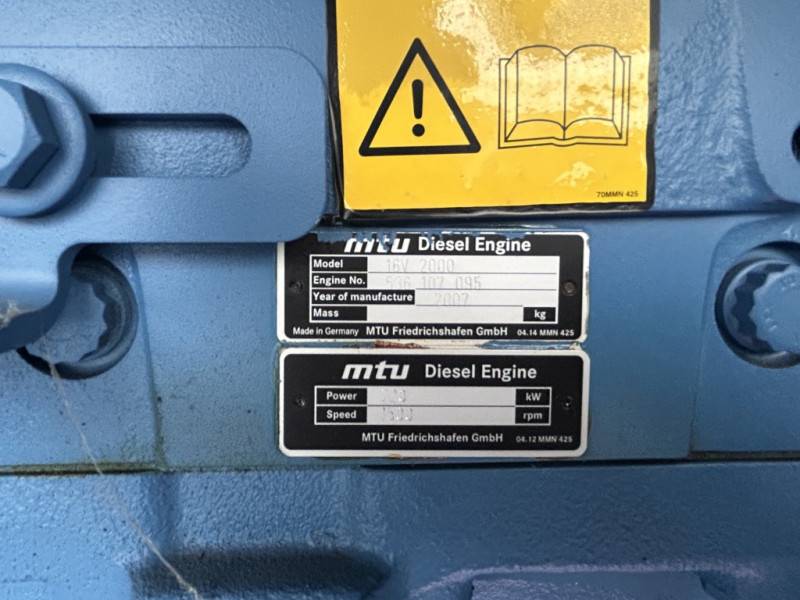 70MMN 425
mtu Diesel Engine
Model 16V 2000
Engine No. 536 107 095
Year of manufacture 2007
Mass kg
Made in Germany MTU Friedrichshafen GmbH 04.14 MMN 425
mtu Diesel Engine
Power kW
Speed rpm
MTU Friedrichshafen GmbH 04.12 MMN 425